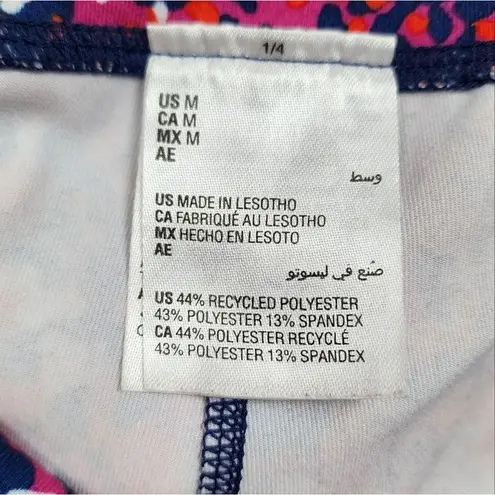 1/4
US M
CA M
MX M
AE
وسط
US MADE IN LESOTHO
CA FABRIQUÉ AU LESOTHO
MX HECHO EN LESOTO
AE
صُنع في ليسوتو
US 44% RECYCLED POLYESTER
43% POLYESTER 13% SPANDEX
CA 44% POLYESTER RECYCLÉ
43% POLYESTER 13% SPANDEX